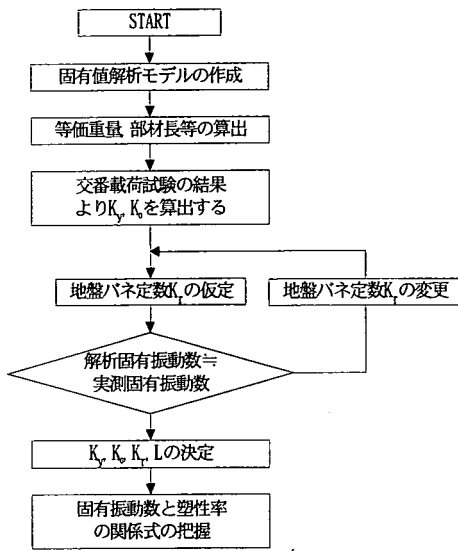 START
固有値解析モデルの作成
等価重量, 部材長等の算出
交番載荷試験の結果
よりKy, Kθを算出する
地盤バネ定数Krの仮定
地盤バネ定数Krの変更
解析固有振動数≒
実測固有振動数
Ky, Kθ, Kr, Lの決定
固有振動数と塑性率
の関係式の把握